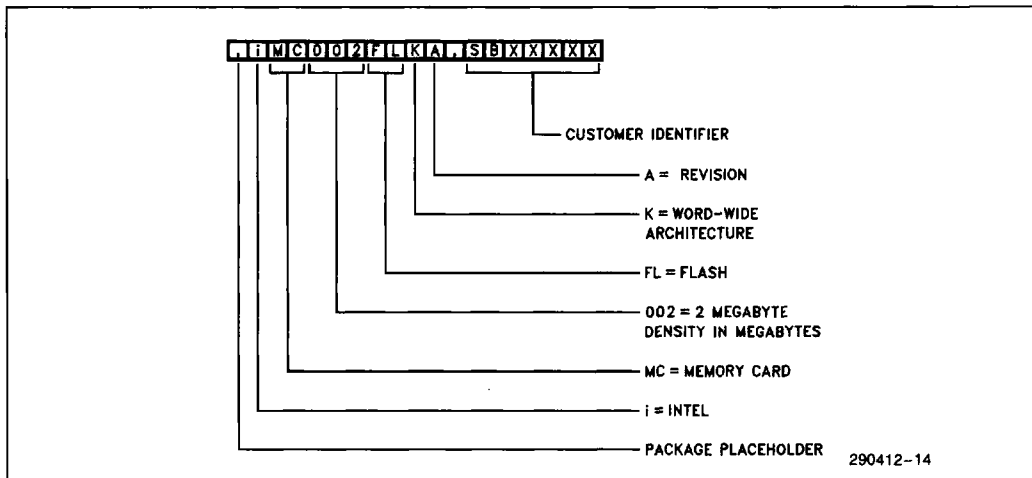 ,iMC002FLKA,SBXXXXX
CUSTOMER IDENTIFIER
A = REVISION
K = WORD-WIDE
ARCHITECTURE
FL = FLASH
002 = 2 MEGABYTE
DENSITY IN MEGABYTES
MC = MEMORY CARD
i = INTEL
PACKAGE PLACEHOLDER
290412-14